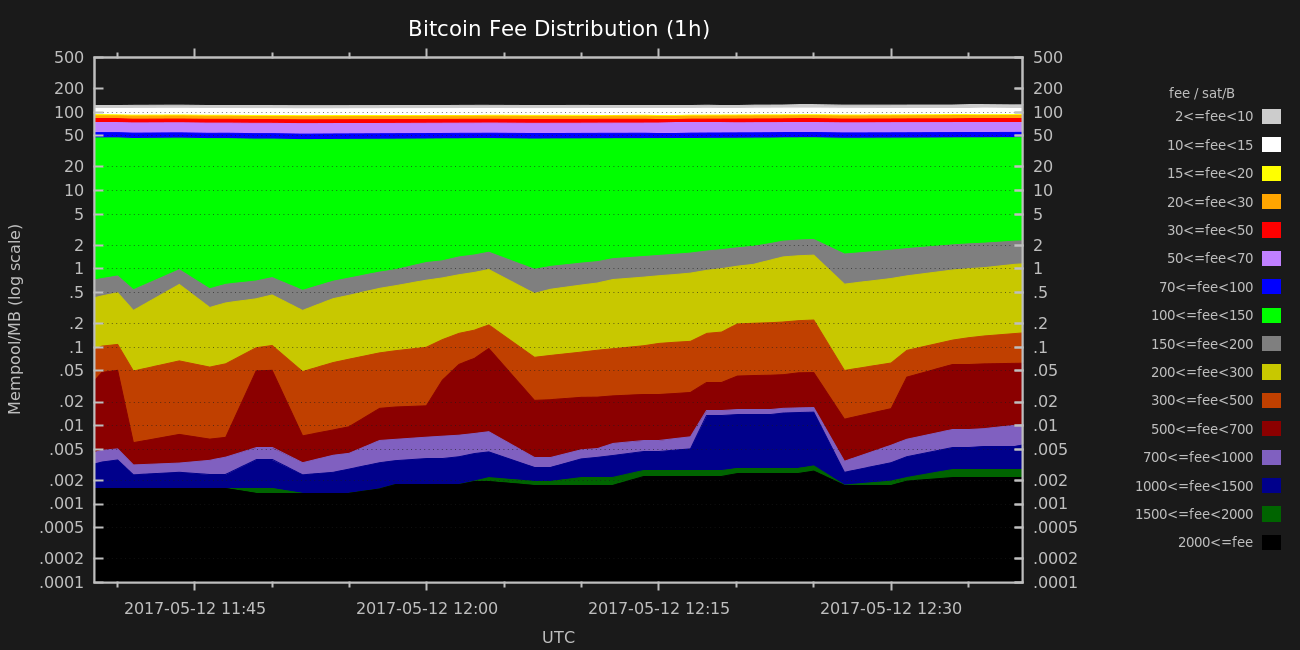 Bitcoin Fee Distribution (1h)
Mempool/MB (log scale)
500
200
100
50
20
10
5
2
1
.5
.2
.1
.05
.02
.01
.005
.002
.001
.0005
.0002
.0001
500
200
100
50
20
10
5
2
1
.5
.2
.1
.05
.02
.01
.005
.002
.001
.0005
.0002
.0001
2017-05-12 11:45
2017-05-12 12:00
2017-05-12 12:15
2017-05-12 12:30
UTC
fee / sat/B
2<=fee<10
10<=fee<15
15<=fee<20
20<=fee<30
30<=fee<50
50<=fee<70
70<=fee<100
100<=fee<150
150<=fee<200
200<=fee<300
300<=fee<500
500<=fee<700
700<=fee<1000
1000<=fee<1500
1500<=fee<2000
2000<=fee